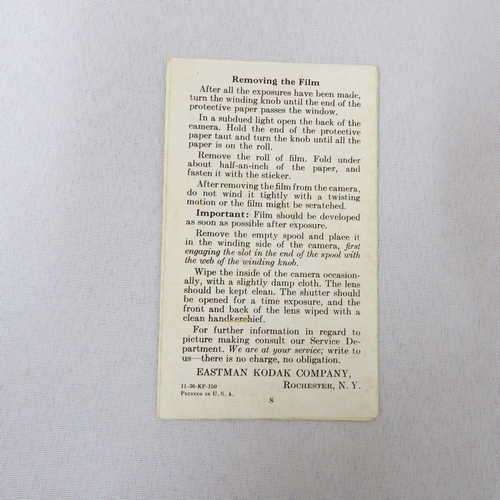 Removing the Film
After all the exposures have been made,
turn the winding knob until the end of the
protective paper passes the window.
In a subdued light open the back of the
camera. Hold the end of the protective
paper taut and turn the knob until all the
paper is on the roll.
Remove the roll of film. Fold under
about half-an-inch of the paper, and
fasten it with the sticker.
After removing the film from the camera,
do not wind it tightly with a twisting
motion or the film might be scratched.
Important: Film should be developed
as soon as possible after exposure.
Remove the empty spool and place it
in the winding side of the camera, first
engaging the slot in the end of the spool with
the web of the winding knob.
Wipe the inside of the camera occasion-
ally, with a slightly damp cloth. The lens
should be kept clean. The shutter should
be opened for a time exposure, and the
front and back of the lens wiped with a
clean handkerchief.
For further information in regard to
picture making consult our Service De-
partment. We are at your service; write to
us—there is no charge, no obligation.
EASTMAN KODAK COMPANY,
11-36-KP-150 Rochester, N. Y.
Printed in U. S. A.
8